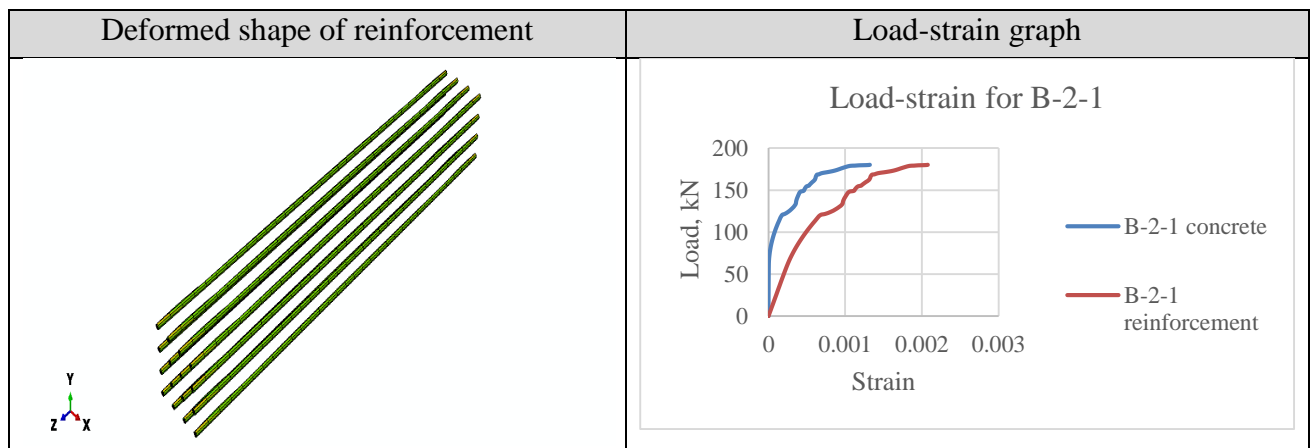 Deformed shape of reinforcement
Load-strain graph
Y
Z
X
Load-strain for B-2-1
Load, kN
200
150
100
50
0
0
0.001
0.002
0.003
Strain
B-2-1 concrete
B-2-1
reinforcement